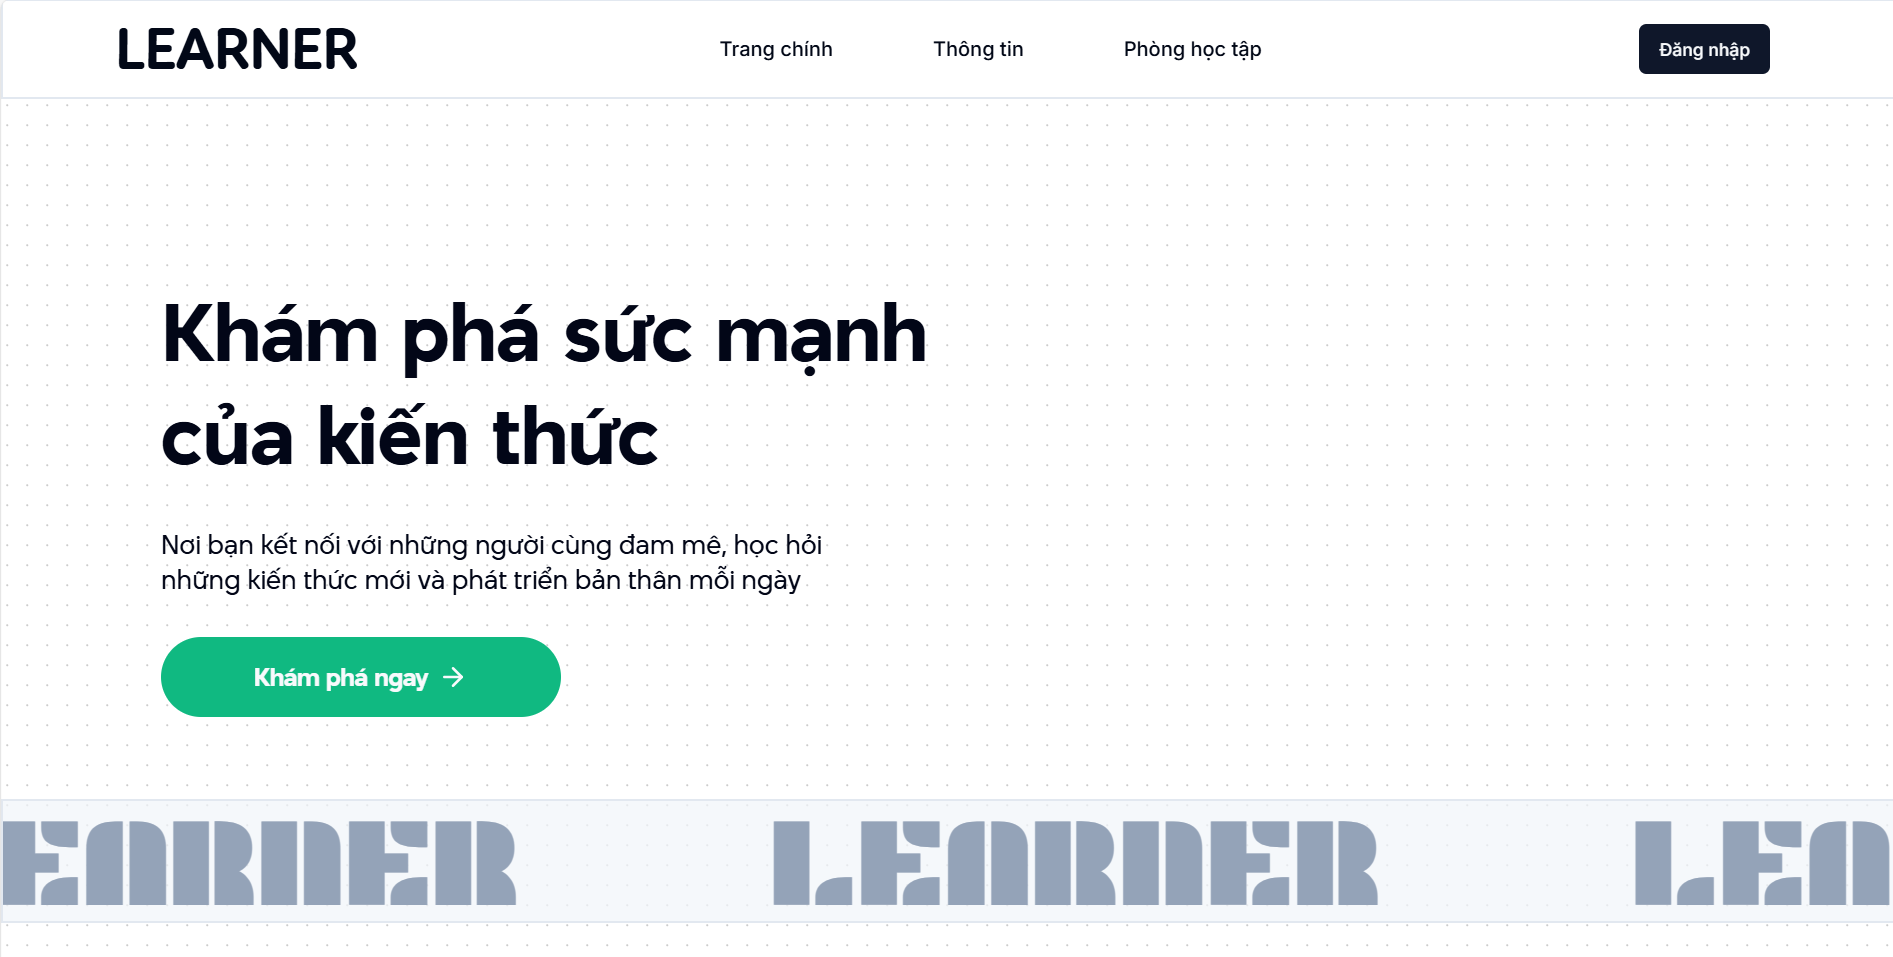 LEARNER
Trang chính
Thông tin
Phòng học tập
Đăng nhập
Khám phá sức mạnh
của kiến thức
Nơi bạn kết nối với những người cùng đam mê, học hỏi
những kiến thức mới và phát triển bản thân mỗi ngày
Khám phá ngay →
EARNER LEARNER LEA